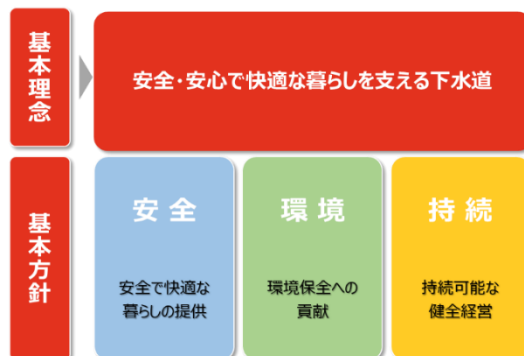 基本理念
安全・安心で快適な暮らしを支える下水道
基本方針
安全
安全で快適な
暮らしの提供
環境
環境保全への
貢献
持続
持続可能な
健全経営